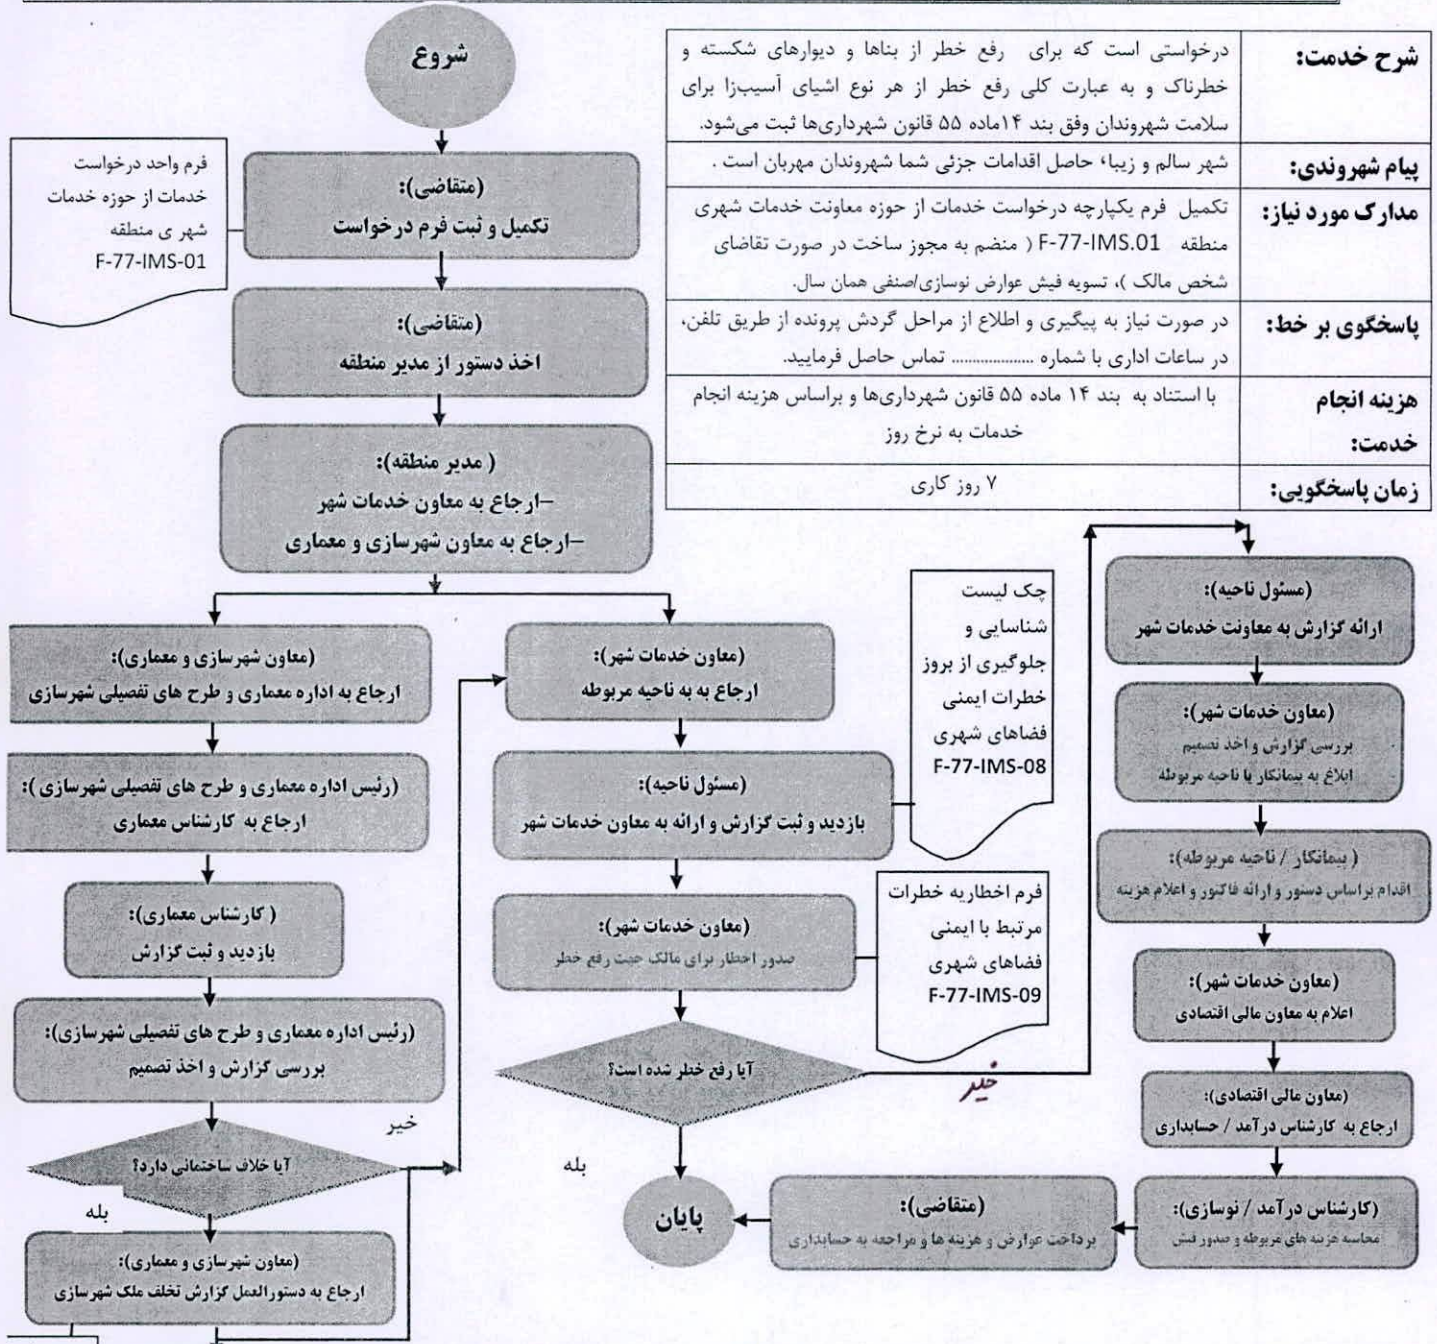 شرح خدمت:
درخواستی است که برای رفع خطر از بناها و دیوارهای شکسته و
خطرناک و به عبارت کلی رفع خطر از هر نوع اشیای آسیب‌زا برای
سلامت شهروندان وفق بند ۱۴ماده ۵۵ قانون شهرداری‌ها ثبت می‌شود.
پیام شهروندی:
شهر سالم و زیبا، حاصل اقدامات جزئی شما شهروندان مهربان است .
مدارک مورد نیاز:
تکمیل فرم یکپارچه درخواست خدمات از حوزه معاونت خدمات شهری
منطقه F-77-IMS.01 ( منضم به مجوز ساخت در صورت تقاضای
شخص مالک )، تسویه فیش عوارض نوسازی/صنفی همان سال.
پاسخگوی بر خط:
در صورت نیاز به پیگیری و اطلاع از مراحل گردش پرونده از طریق تلفن،
در ساعات اداری با شماره .................. تماس حاصل فرمایید.
هزینه انجام
خدمت:
با استناد به بند ۱۴ ماده ۵۵ قانون شهرداری‌ها و براساس هزینه انجام
خدمات به نرخ روز
زمان پاسخگویی:
۷ روز کاری
شروع
فرم واحد درخواست
خدمات از حوزه خدمات
شهر ی منطقه
F-77-IMS-01
(متقاضی):
تکمیل و ثبت فرم درخواست
(متقاضی):
اخذ دستور از مدیر منطقه
( مدیر منطقه):
–ارجاع به معاون خدمات شهر
–ارجاع به معاون شهرسازی و معماری
(معاون شهرسازی و معماری):
ارجاع به اداره معماری و طرح های تفصیلی شهرسازی
(رئیس اداره معماری و طرح های تفصیلی شهرسازی ):
ارجاع به کارشناس معماری
( کارشناس معماری):
بازدید و ثبت گزارش
(رئیس اداره معماری و طرح های تفصیلی شهرسازی):
بررسی گزارش و اخذ تصمیم
خیر
آیا خلاف ساختمانی دارد؟
بله
(معاون شهرسازی و معماری):
ارجاع به دستورالعمل گزارش تخلف ملک شهرسازی
(معاون خدمات شهر):
ارجاع به به ناحیه مربوطه
(مسئول ناحیه):
بازدید و ثبت گزارش و ارائه به معاون خدمات شهر
چک لیست
شناسایی و
جلوگیری از بروز
خطرات ایمنی
فضاهای شهری
F-77-IMS-08
(معاون خدمات شهر):
صدور اخطار برای مالک جهت رفع خطر
فرم اخطاریه خطرات
مرتبط با ایمنی
فضاهای شهری
F-77-IMS-09
آیا رفع خطر شده است؟
خیر
بله
پایان
(مسئول ناحیه):
ارائه گزارش به معاونت خدمات شهر
(معاون خدمات شهر):
بررسی گزارش و اخذ تصمیم
ابلاغ به پیمانکار یا ناحیه مربوطه
( پیمانکار / ناحیه مربوطه):
اقدام براساس دستور و ارائه فاکتور و اعلام هزینه
(معاون خدمات شهر):
اعلام به معاون مالی اقتصادی
(معاون مالی اقتصادی):
ارجاع به کارشناس درآمد / حسابداری
(کارشناس درآمد / نوسازی):
محاسبه هزینه های مربوطه و صدور فیش
(متقاضی):
پرداخت عوارض و هزینه ها و مراجعه به حسابداری